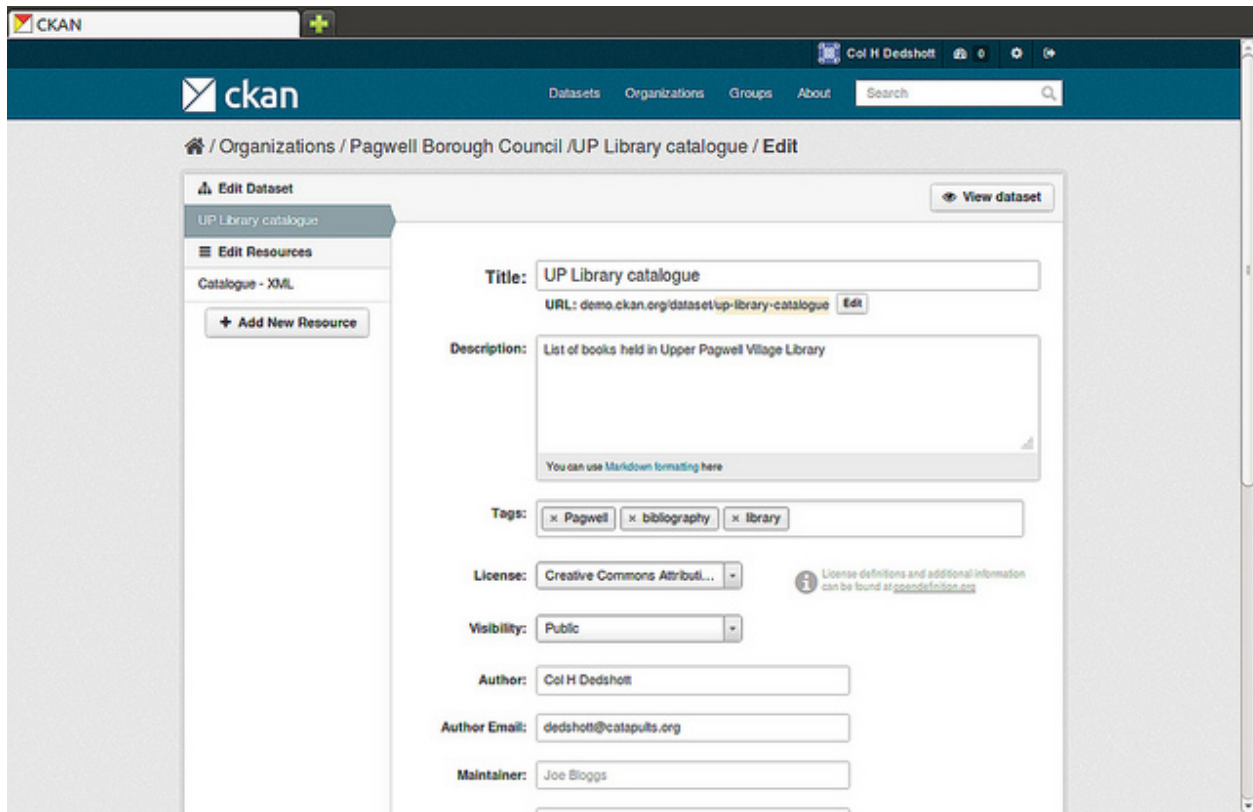 CKAN
Col H Dedshott 0
ckan Datasets Organizations Groups About Search
/ Organizations / Pagwell Borough Council /UP Library catalogue / Edit
Edit Dataset
View dataset
UP Library catalogue
Edit Resources
Catalogue - XML
+ Add New Resource
Title: UP Library catalogue
URL: demo.ckan.org/dataset/up-library-catalogue Edit
Description: List of books held in Upper Pagwell Village Library
You can use Markdown formatting here
Tags: × Pagwell × bibliography × library
License: Creative Commons Attributi...
License definitions and additional information
can be found at opendefinition.org
Visibility: Public
Author: Col H Dedshott
Author Email: dedshott@catapults.org
Maintainer: Joe Bloggs